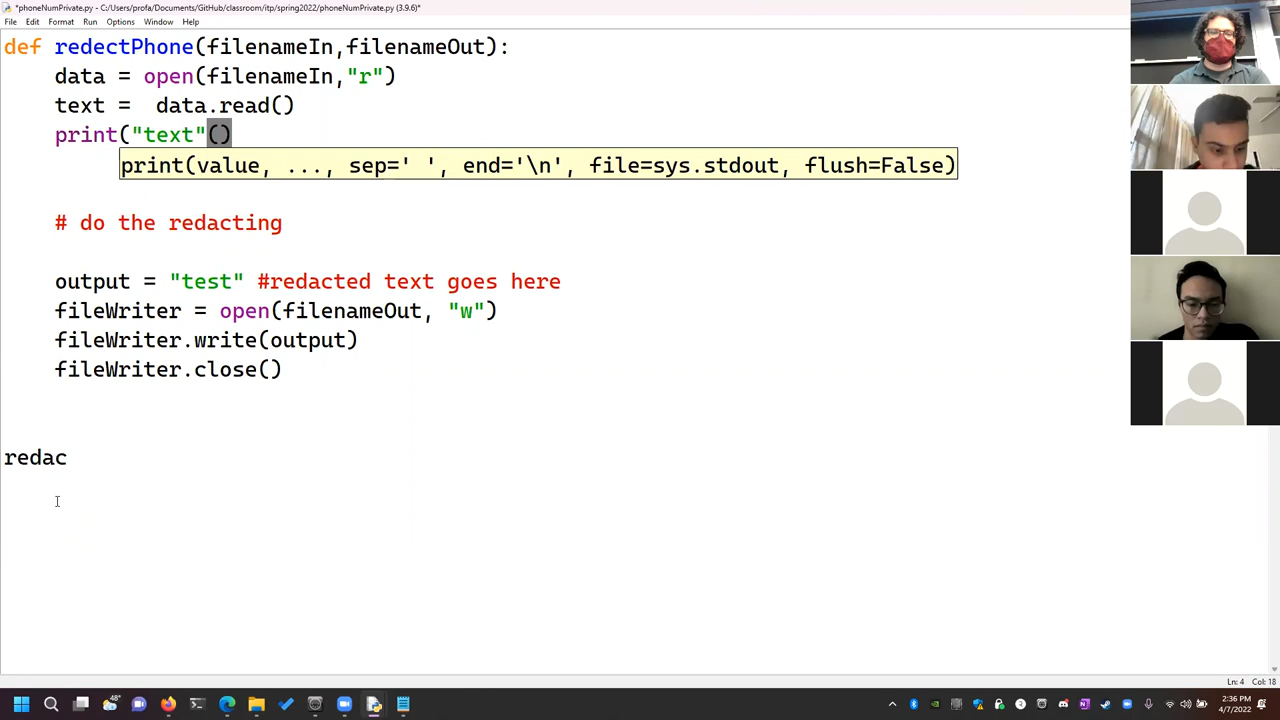 *phoneNumPrivate.py - C:/Users/profa/Documents/GitHub/classroom/itp/spring2022/phoneNumPrivate.py (3.9.6)*
File Edit Format Run Options Window Help
def redectPhone(filenameIn,filenameOut):
data = open(filenameIn,"r")
text =  data.read()
print("text"()
print(value, ..., sep=' ', end='\n', file=sys.stdout, flush=False)
# do the redacting
output = "test" #redacted text goes here
fileWriter = open(filenameOut, "w")
fileWriter.write(output)
fileWriter.close()
redac
Ln: 4 Col: 18
48°
2:36 PM
4/7/2022